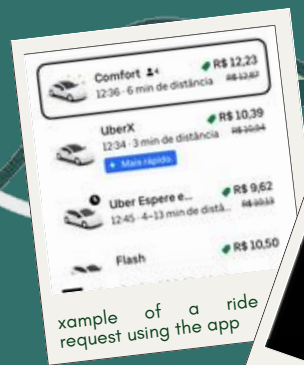 Comfort 4
R$ 12,23
12:36 · 6 min de distância
UberX
R$ 10,39
12:34 · 3 min de distância
Mais rápido
Uber Espere e...
R$ 9,62
12:45 · 4–13 min de distâ...
Flash
R$ 10,50
xample of a ride
request using the app